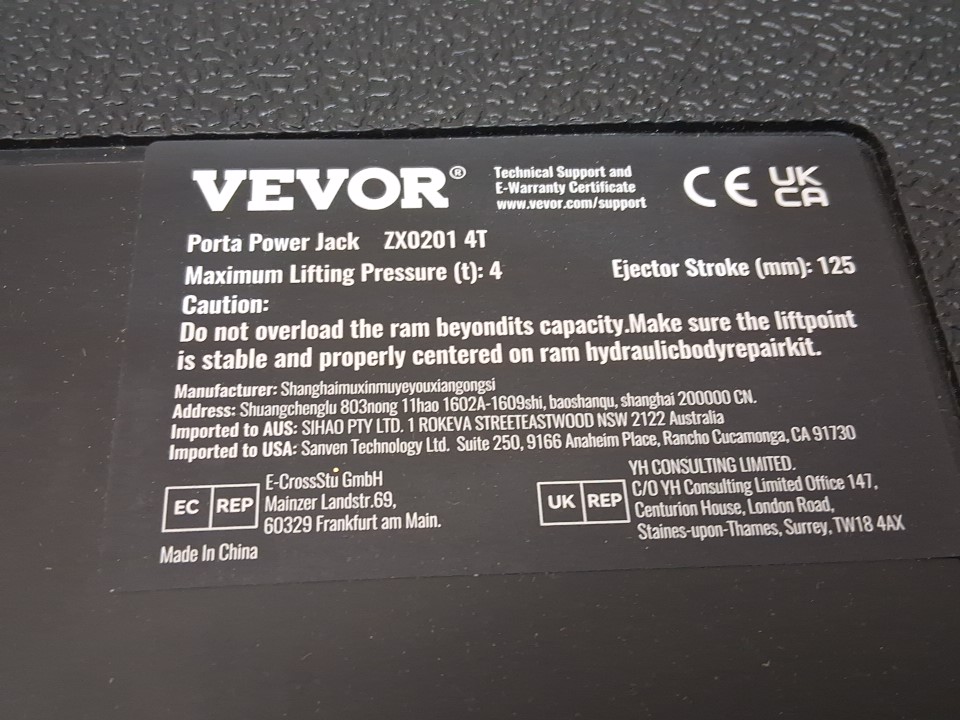 VEVOR®
Technical Support and
E-Warranty Certificate
www.vevor.com/support
CE UK
CA
Porta Power Jack ZX0201 4T
Maximum Lifting Pressure (t): 4 Ejector Stroke (mm): 125
Caution:
Do not overload the ram beyondits capacity.Make sure the liftpoint
is stable and properly centered on ram hydraulicbodyrepairkit.
Manufacturer: Shanghaimuxinmuyeyouxiangongsi
Address: Shuangchenglu 803nong 11hao 1602A-1609shi, baoshanqu, shanghai 200000 CN.
Imported to AUS: SIHAO PTY LTD. 1 ROKEVA STREETEASTWOOD NSW 2122 Australia
Imported to USA: Sanven Technology Ltd. Suite 250, 9166 Anaheim Place, Rancho Cucamonga, CA 91730
EC REP
E-CrossStu GmbH
Mainzer Landstr.69,
60329 Frankfurt am Main.
UK REP
YH CONSULTING LIMITED.
C/O YH Consulting Limited Office 147,
Centurion House, London Road,
Staines-upon-Thames, Surrey, TW18 4AX
Made In China